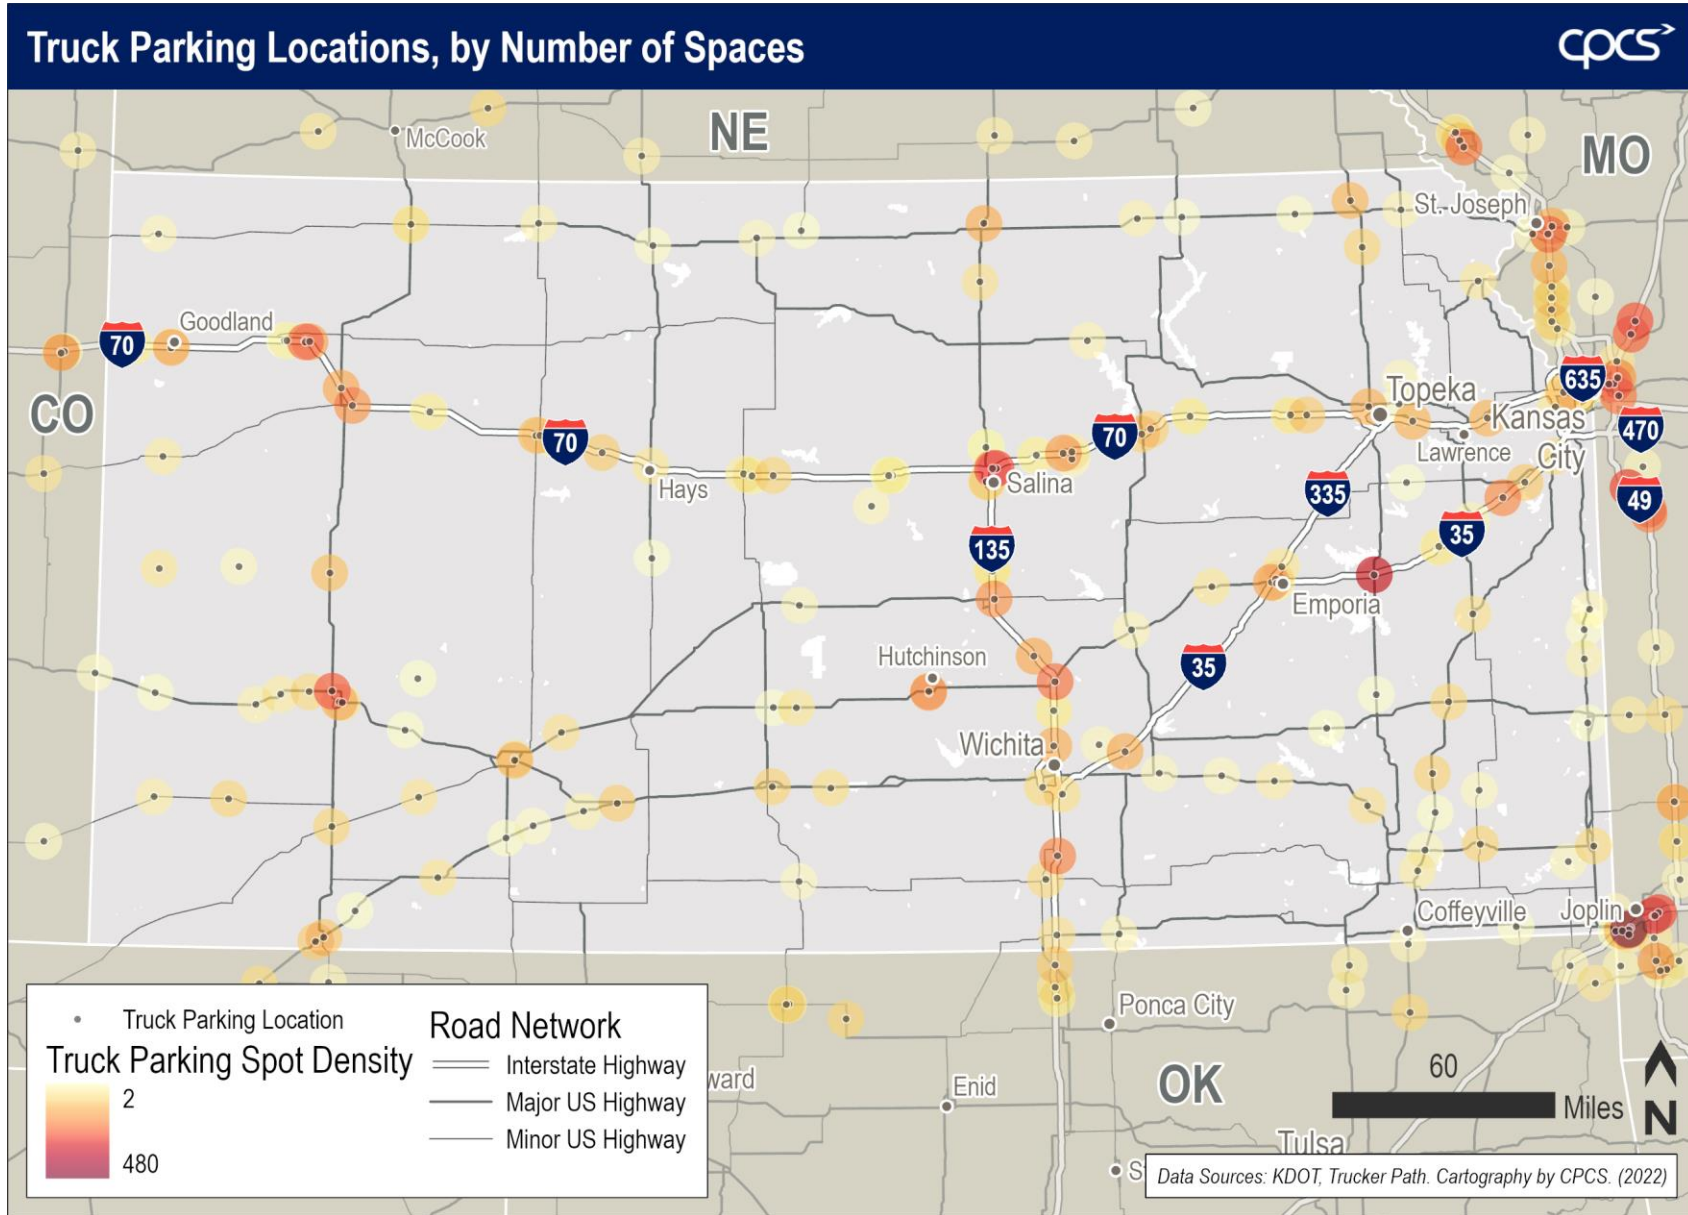 Truck Parking Locations, by Number of Spaces
cpcs
NE
MO
McCook
St. Joseph
Goodland
70
CO
635
Topeka
Kansas
City
470
70
70
Lawrence
Hays
Salina
335
49
135
35
Emporia
Hutchinson
35
Wichita
Coffeyville
Joplin
Ponca City
OK
Enid
ward
Tulsa
60
Miles
N
Truck Parking Location
Truck Parking Spot Density
2
480
Road Network
Interstate Highway
Major US Highway
Minor US Highway
Data Sources: KDOT, Trucker Path. Cartography by CPCS. (2022)